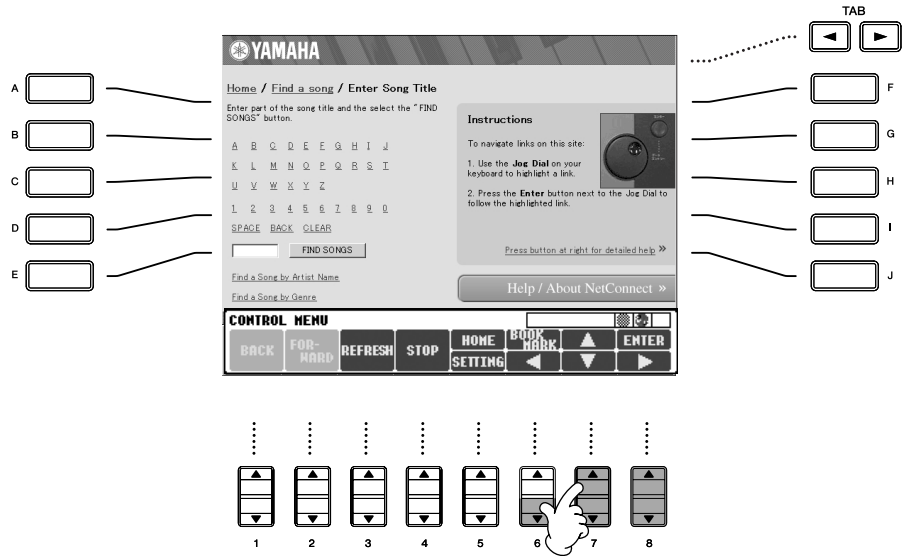 TAB
YAMAHA
Home / Find a song / Enter Song Title
Enter part of the song title and the select the "FIND
SONGS" button.
A B C D E F G H I J
K L M N O P Q R S T
U V W X Y Z
1 2 3 4 5 6 7 8 9 0
SPACE BACK CLEAR
FIND SONGS
Find a Song by Artist Name
Find a Song by Genre
Instructions
To navigate links on this site:
1. Use the Jog Dial on your
keyboard to highlight a link.
2. Press the Enter button next to the Jog Dial to
follow the highlighted link.
Press button at right for detailed help »
Help / About NetConnect »
CONTROL MENU
BACK
FOR-
WARD
REFRESH
STOP
HOME
SETTING
BOOK
MARK
ENTER
A
B
C
D
E
F
G
H
I
J
1 2 3 4 5 6 7 8